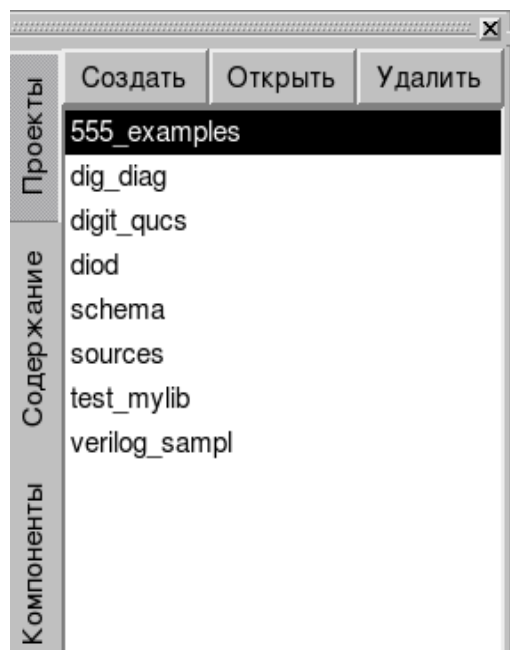 Создать Открыть Удалить
555_examples
dig_diag
digit_qucs
diod
schema
sources
test_mylib
verilog_sampl
Проекты
Содержание
Компоненты